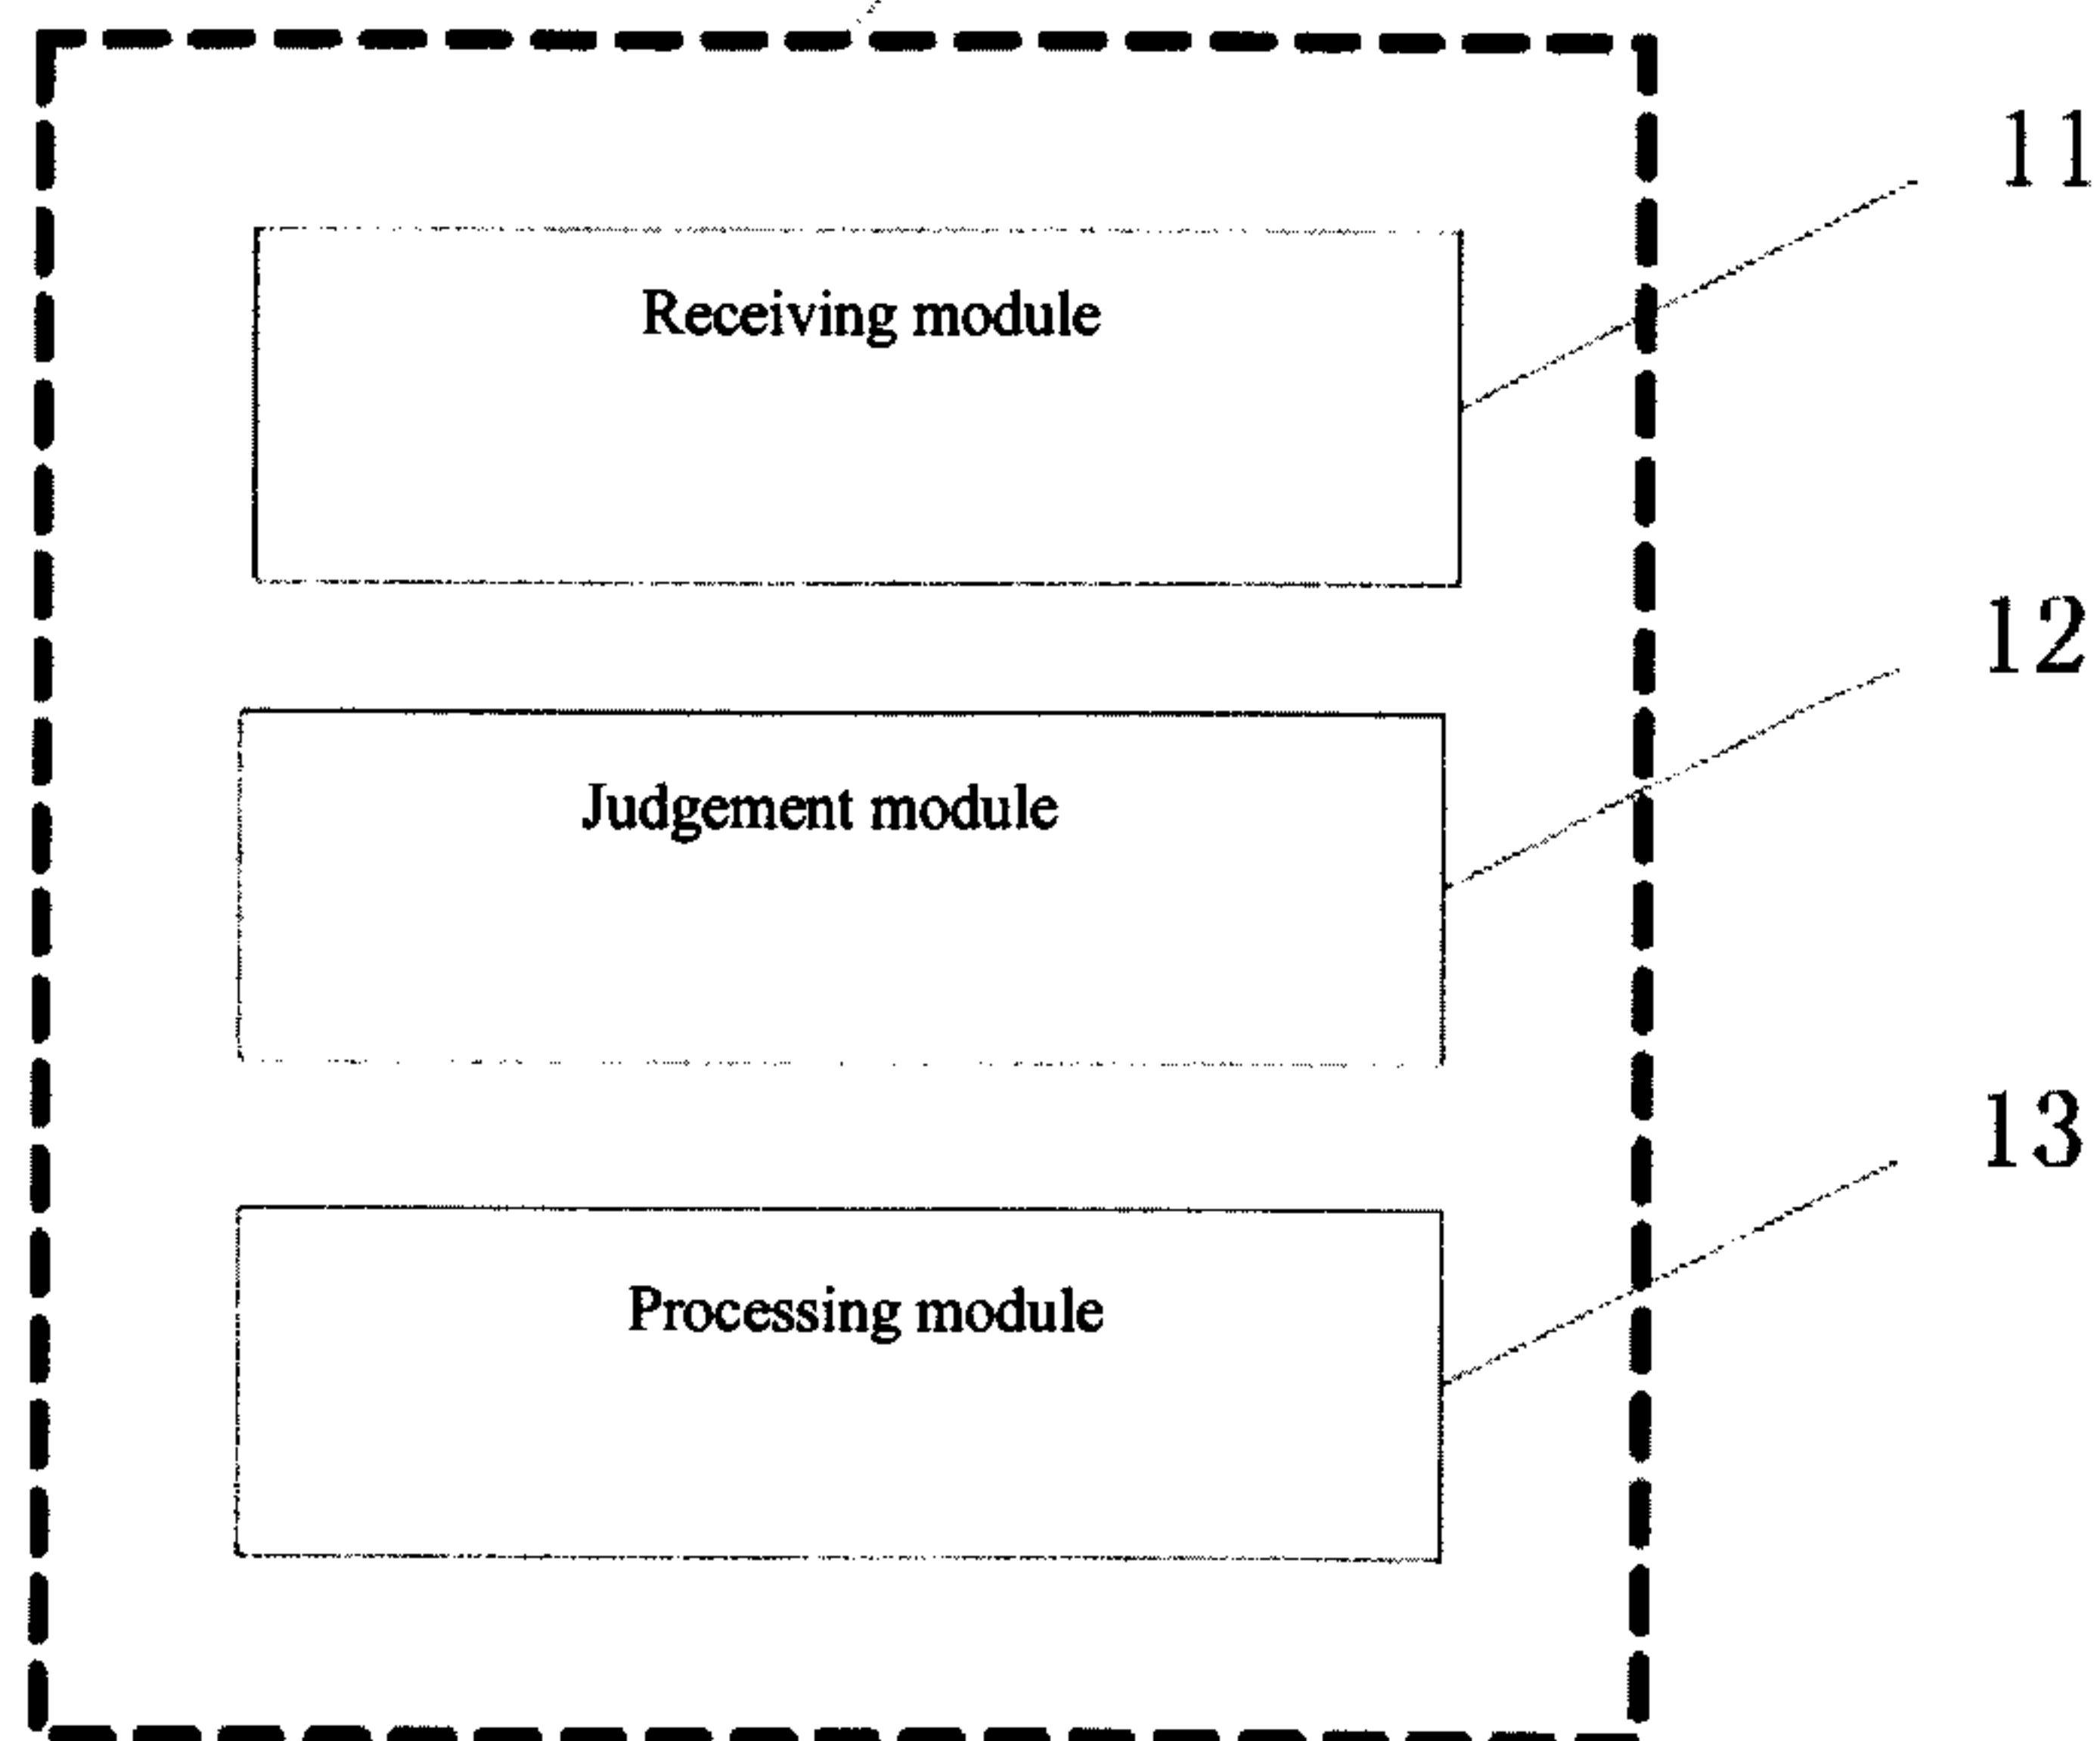 11
Receiving module
12
Judgement module
13
Processing module